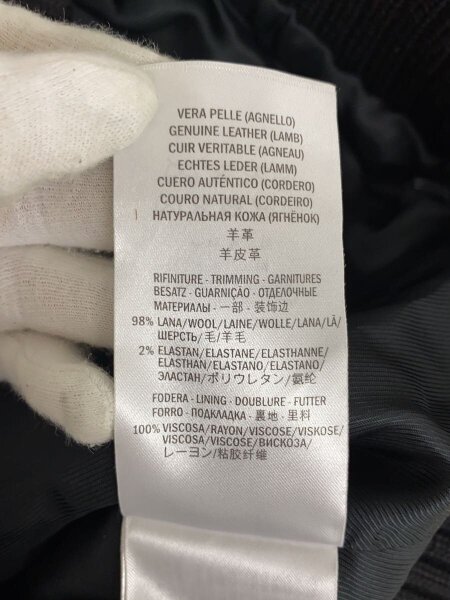 VERA PELLE (AGNELLO)
GENUINE LEATHER (LAMB)
CUIR VERITABLE (AGNEAU)
ECHTES LEDER (LAMM)
CUERO AUTÉNTICO (CORDERO)
COURO NATURAL (CORDEIRO)
НАТУРАЛЬНАЯ КОЖА (ЯГНЁНОК)
羊革
羊皮革
RIFINITURE - TRIMMING - GARNITURES
BESATZ - GUARNIÇÃO - ОТДЕЛОЧНЫЕ
МАТЕРИАЛЫ - 一部 - 装饰边
98% LANA/WOOL/LAINE/WOLLE/LANA/LÃ/
ШЕРСТЬ/毛/羊毛
2% ELASTAN/ELASTANE/ELASTHANNE/
ELASTHAN/ELASTANO/ELASTANO/
ЭЛАСТАН/ポリウレタン/氨纶
FODERA - LINING - DOUBLURE - FUTTER
FORRO - ПОДКЛАДКА - 裏地 - 里料
100% VISCOSA/RAYON/VISCOSE/VISKOSE/
VISCOSA/VISCOSE/ВИСКОЗА/
レーヨン/粘胶纤维